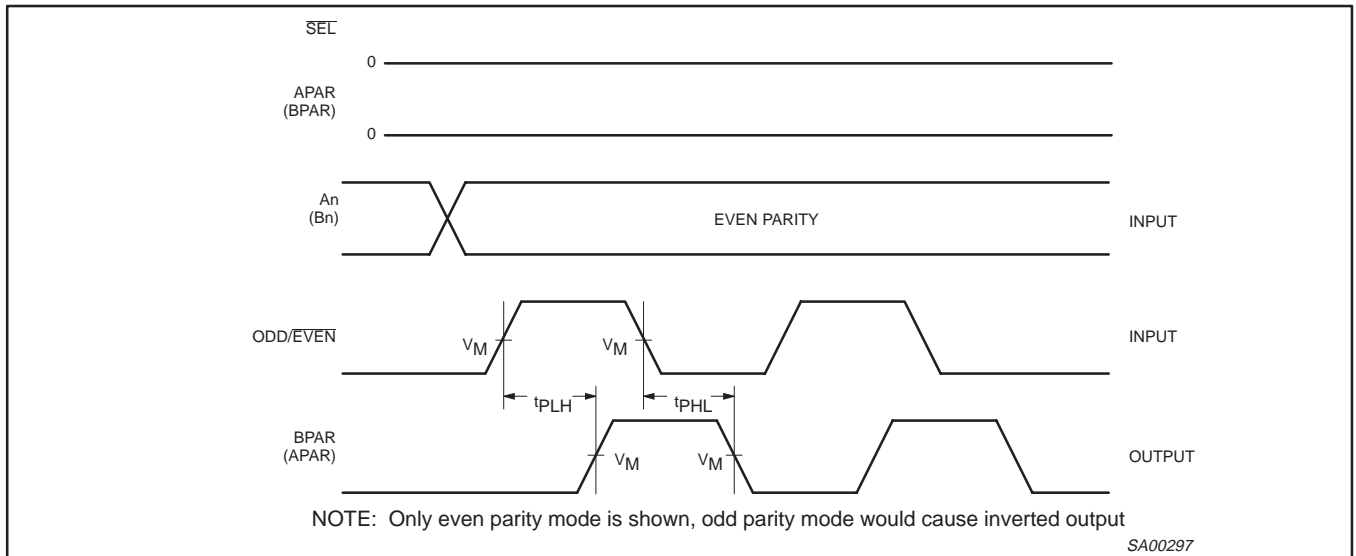 SEL
0
APAR
(BPAR)
0
An
(Bn)
EVEN PARITY
INPUT
ODD/EVEN
VM
VM
INPUT
tPLH
tPHL
BPAR
(APAR)
VM
VM
OUTPUT
NOTE: Only even parity mode is shown, odd parity mode would cause inverted output
SA00297